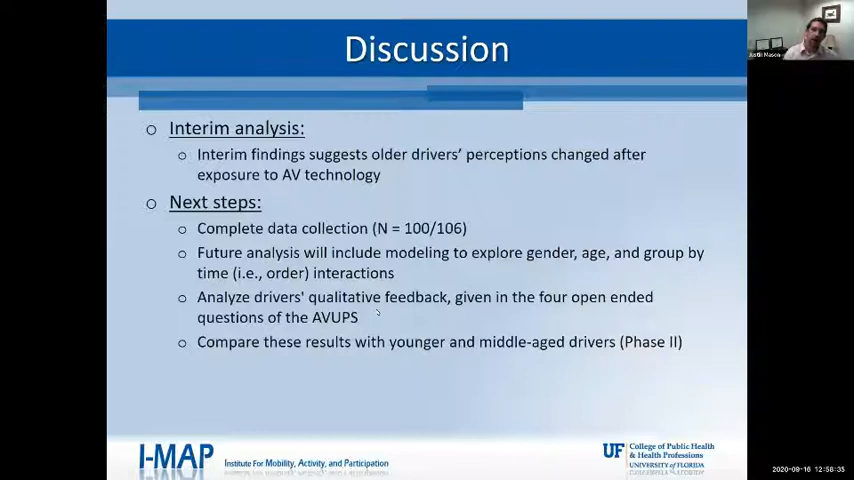 Discussion
Interim analysis:
Interim findings suggests older drivers' perceptions changed after
exposure to AV technology
Next steps:
Complete data collection (N = 100/106)
Future analysis will include modeling to explore gender, age, and group by
time (i.e., order) interactions
Analyze drivers' qualitative feedback, given in the four open ended
questions of the AVUPS
Compare these results with younger and middle-aged drivers (Phase II)
I-MAP
Institute For Mobility, Activity, and Participation
UF
College of Public Health
& Health Professions
UNIVERSITY of FLORIDA
Justin Mason
2020-09-16 12:58:35